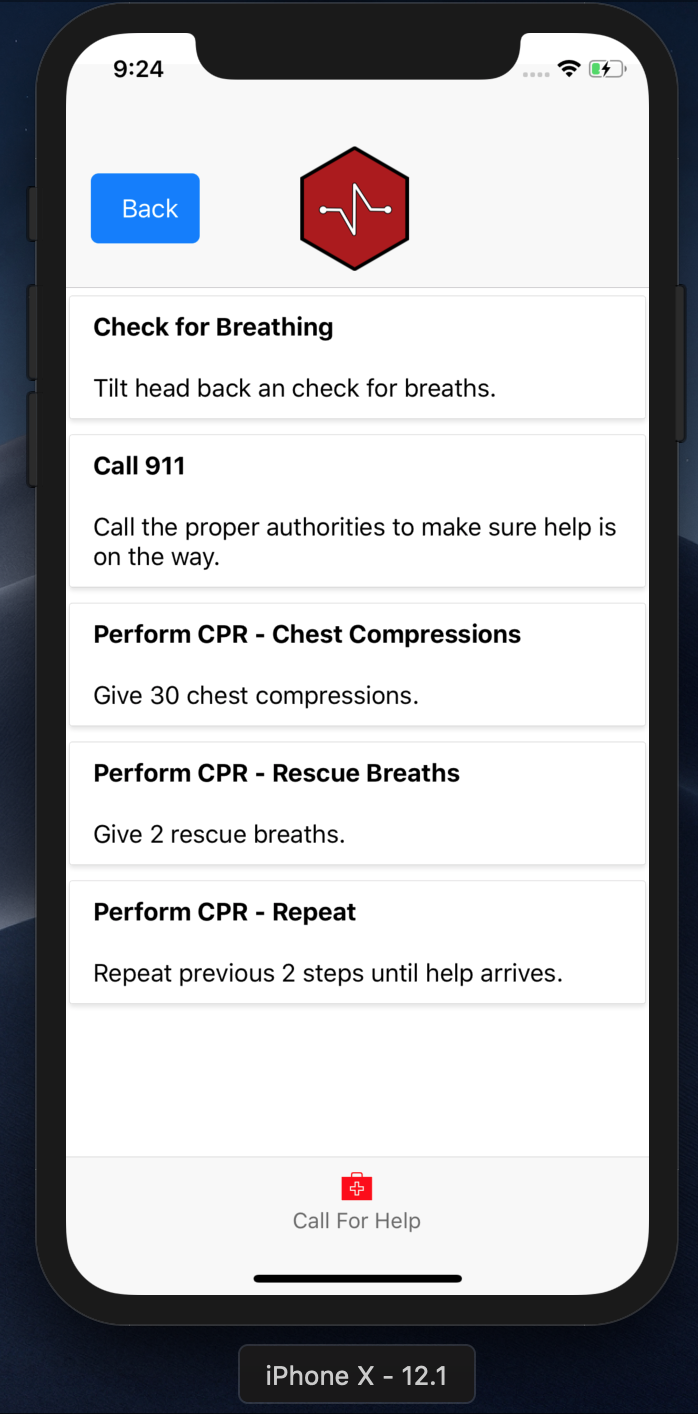 9:24
Back
Check for Breathing
Tilt head back an check for breaths.
Call 911
Call the proper authorities to make sure help is
on the way.
Perform CPR - Chest Compressions
Give 30 chest compressions.
Perform CPR - Rescue Breaths
Give 2 rescue breaths.
Perform CPR - Repeat
Repeat previous 2 steps until help arrives.
Call For Help
iPhone X - 12.1